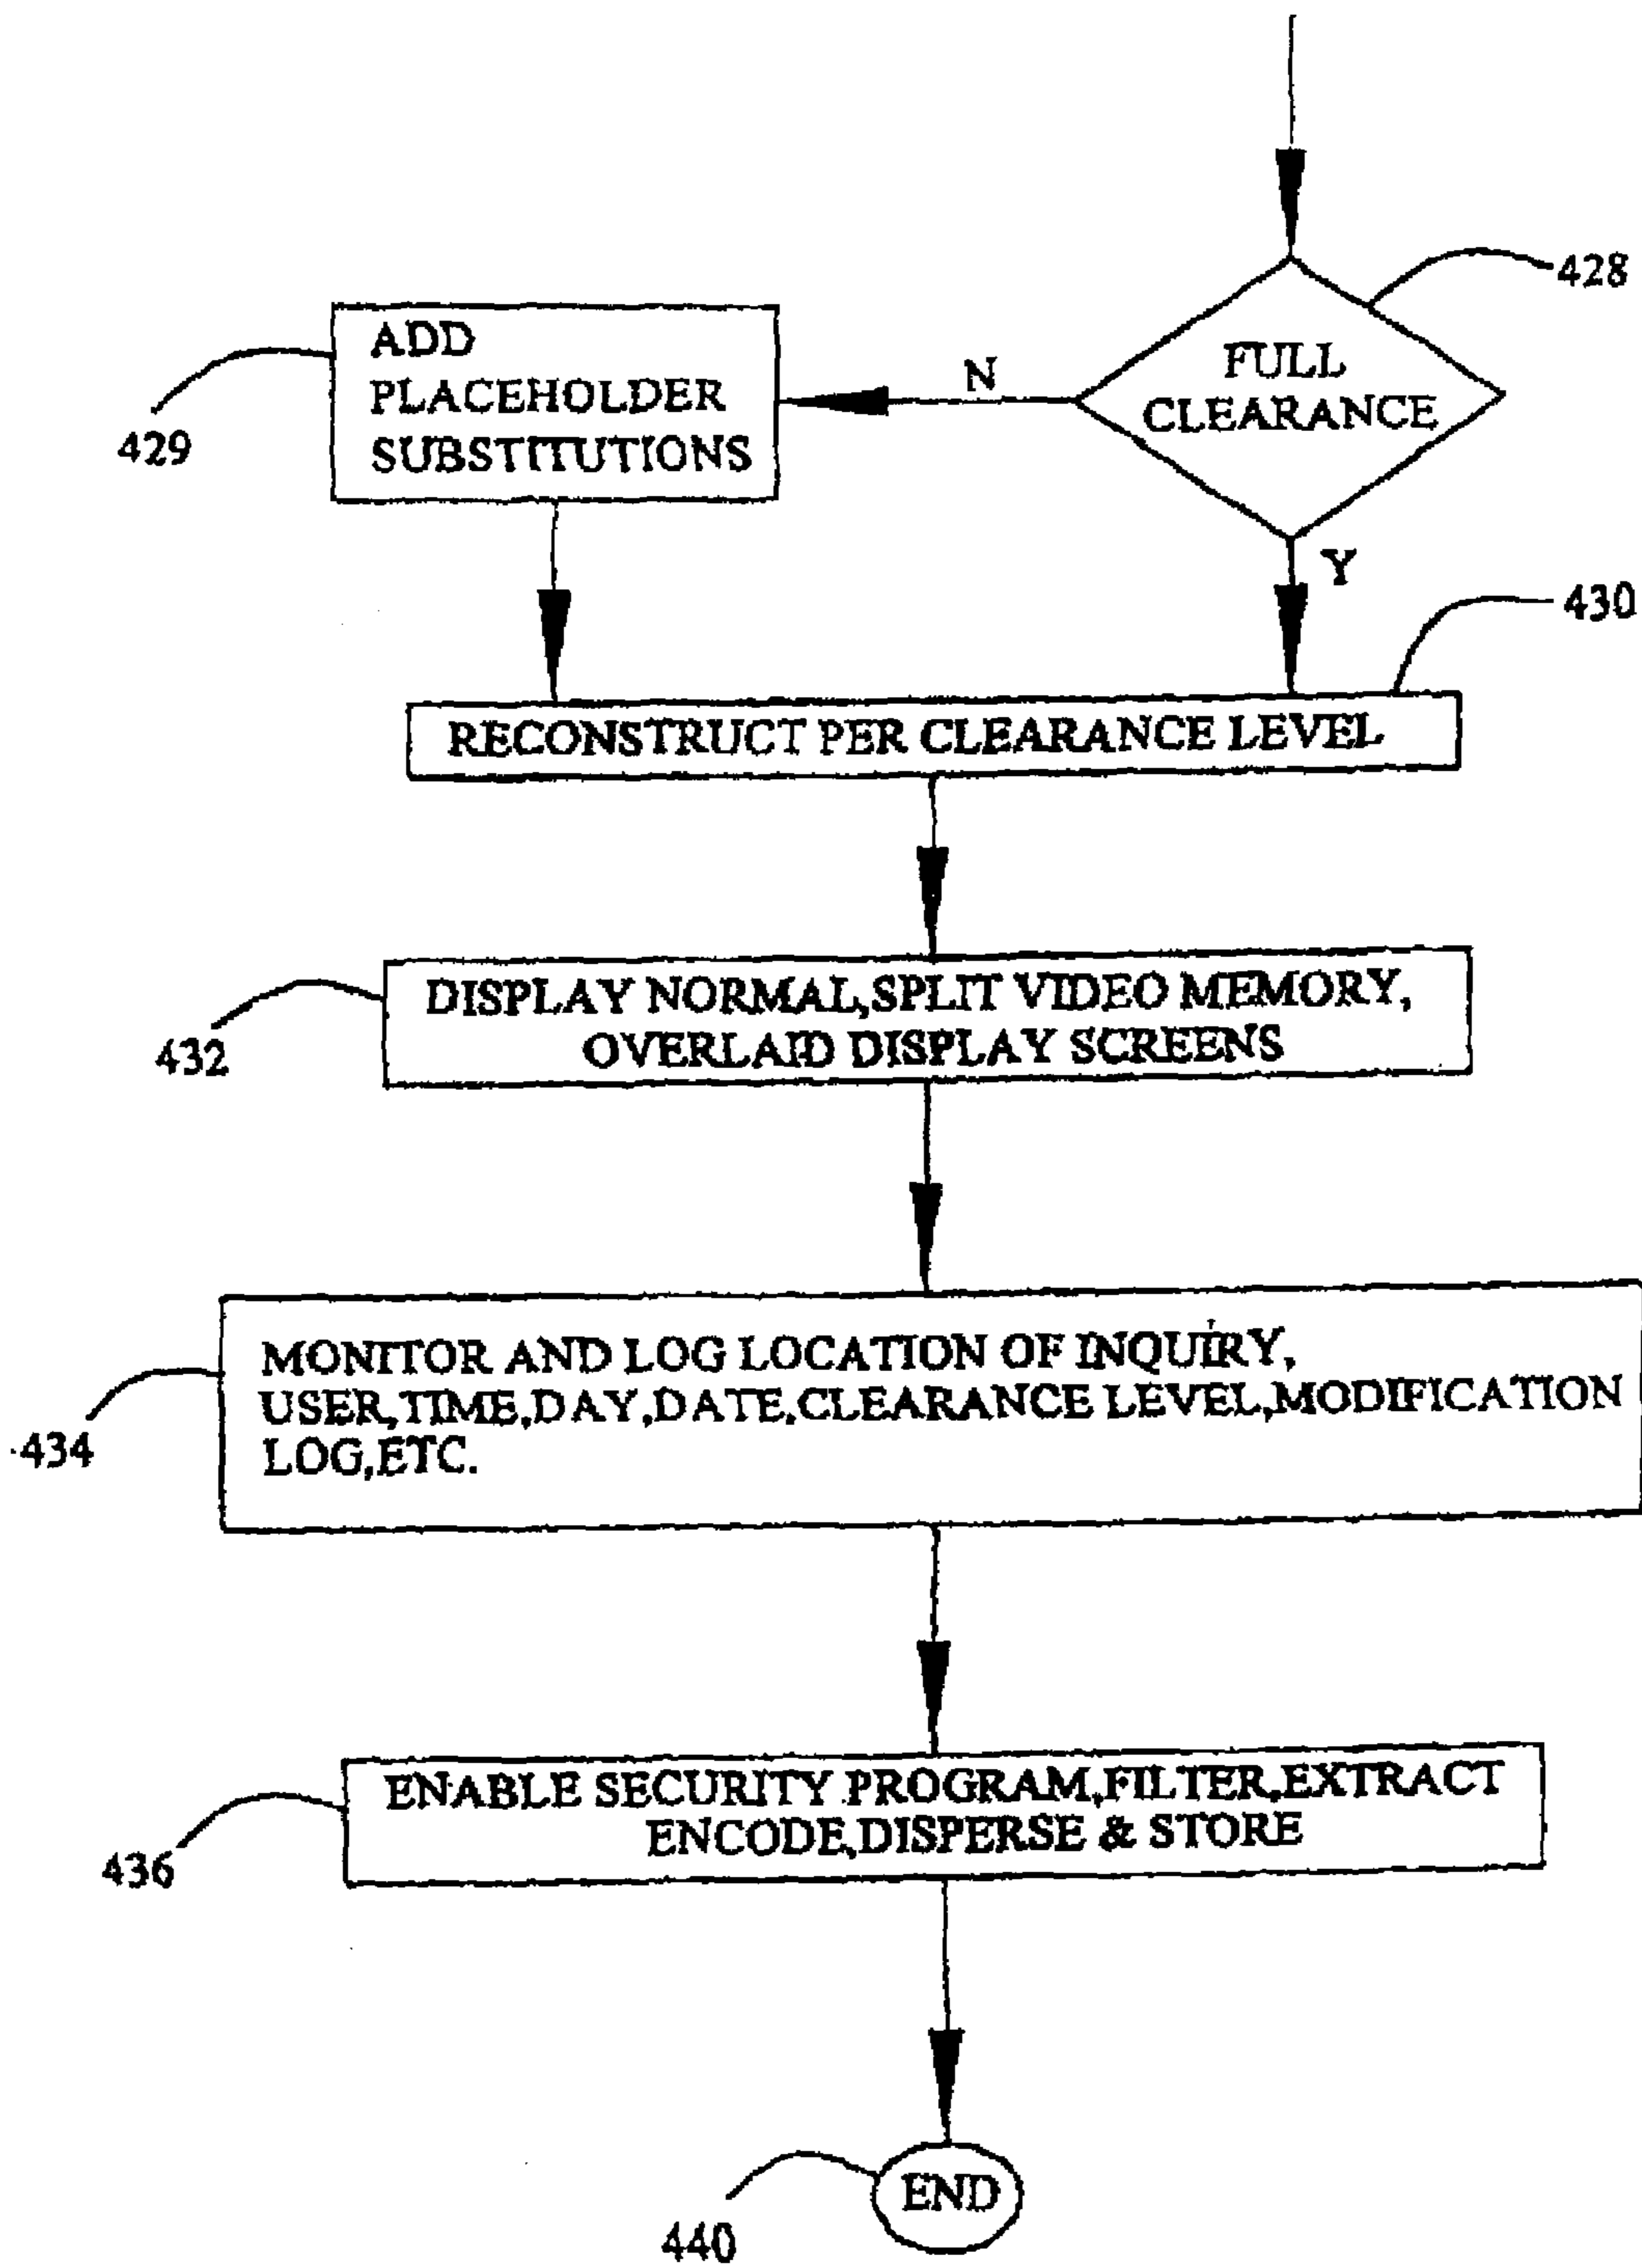 428
FULL
CLEARANCE
N
ADD
PLACEHOLDER
SUBSTITUTIONS
429
Y
430
RECONSTRUCT PER CLEARANCE LEVEL
DISPLAY NORMAL,SPLIT VIDEO MEMORY,
OVERLAID DISPLAY SCREENS
432
MONITOR AND LOG LOCATION OF INQUIRY,
USER,TIME,DAY,DATE,CLEARANCE LEVEL,MODIFICATION
LOG,ETC.
434
ENABLE SECURITY PROGRAM,FILTER,EXTRACT
ENCODE,DISPERSE & STORE
436
END
440